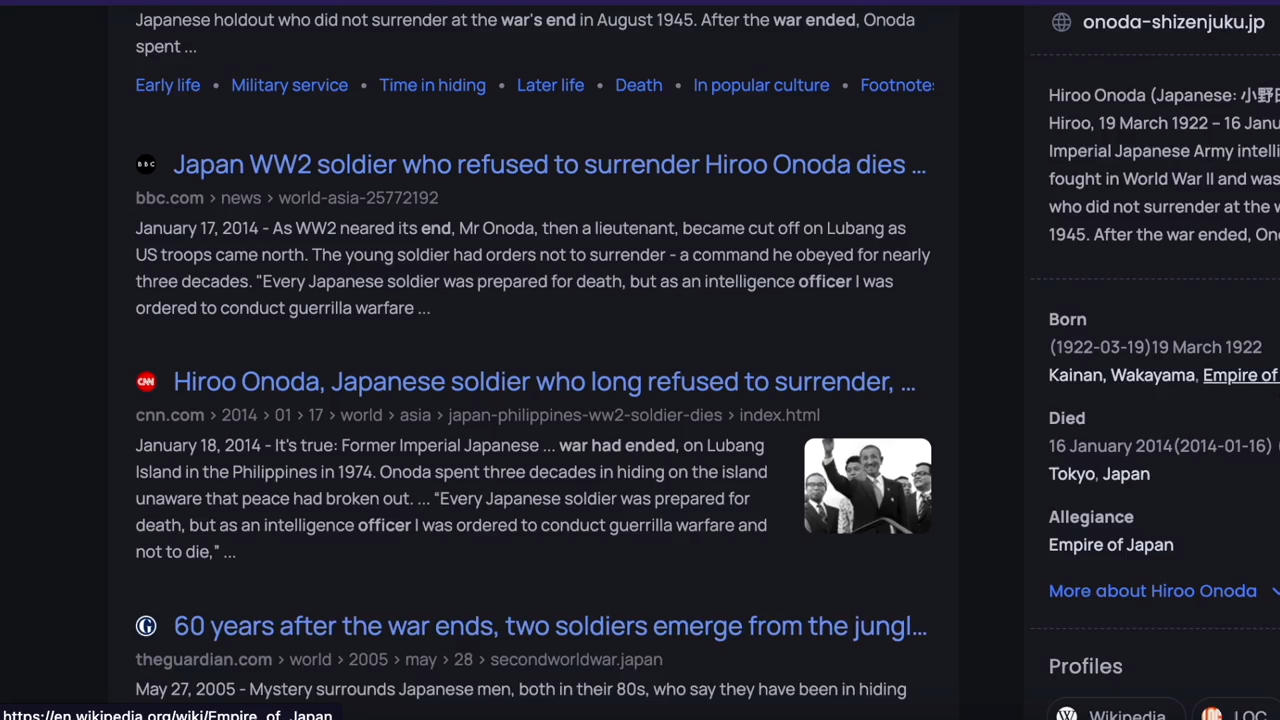 Japanese holdout who did not surrender at the war's end in August 1945. After the war ended, Onoda
spent ...
Early life • Military service • Time in hiding • Later life • Death • In popular culture • Footnotes
BBC Japan WW2 soldier who refused to surrender Hiroo Onoda dies ...
bbc.com › news › world-asia-25772192
January 17, 2014 - As WW2 neared its end, Mr Onoda, then a lieutenant, became cut off on Lubang as
US troops came north. The young soldier had orders not to surrender - a command he obeyed for nearly
three decades. "Every Japanese soldier was prepared for death, but as an intelligence officer I was
ordered to conduct guerrilla warfare ...
CNN Hiroo Onoda, Japanese soldier who long refused to surrender, ...
cnn.com › 2014 › 01 › 17 › world › asia › japan-philippines-ww2-soldier-dies › index.html
January 18, 2014 - It's true: Former Imperial Japanese ... war had ended, on Lubang
Island in the Philippines in 1974. Onoda spent three decades in hiding on the island
unaware that peace had broken out. ... “Every Japanese soldier was prepared for
death, but as an intelligence officer I was ordered to conduct guerrilla warfare and
not to die,” ...
G 60 years after the war ends, two soldiers emerge from the jungl...
theguardian.com › world › 2005 › may › 28 › secondworldwar.japan
May 27, 2005 - Mystery surrounds Japanese men, both in their 80s, who say they have been in hiding
https://en.wikipedia.org/wiki/Empire_of_Japan
onoda-shizenjuku.jp
Hiroo Onoda (Japanese: 小野
Hiroo, 19 March 1922 – 16 Janu
Imperial Japanese Army intelli
fought in World War II and was
who did not surrender at the w
1945. After the war ended, On
Born
(1922-03-19)19 March 1922
Kainan, Wakayama, Empire of
Died
16 January 2014(2014-01-16)
Tokyo, Japan
Allegiance
Empire of Japan
More about Hiroo Onoda
Profiles
W Wikipedia
LOC LOC